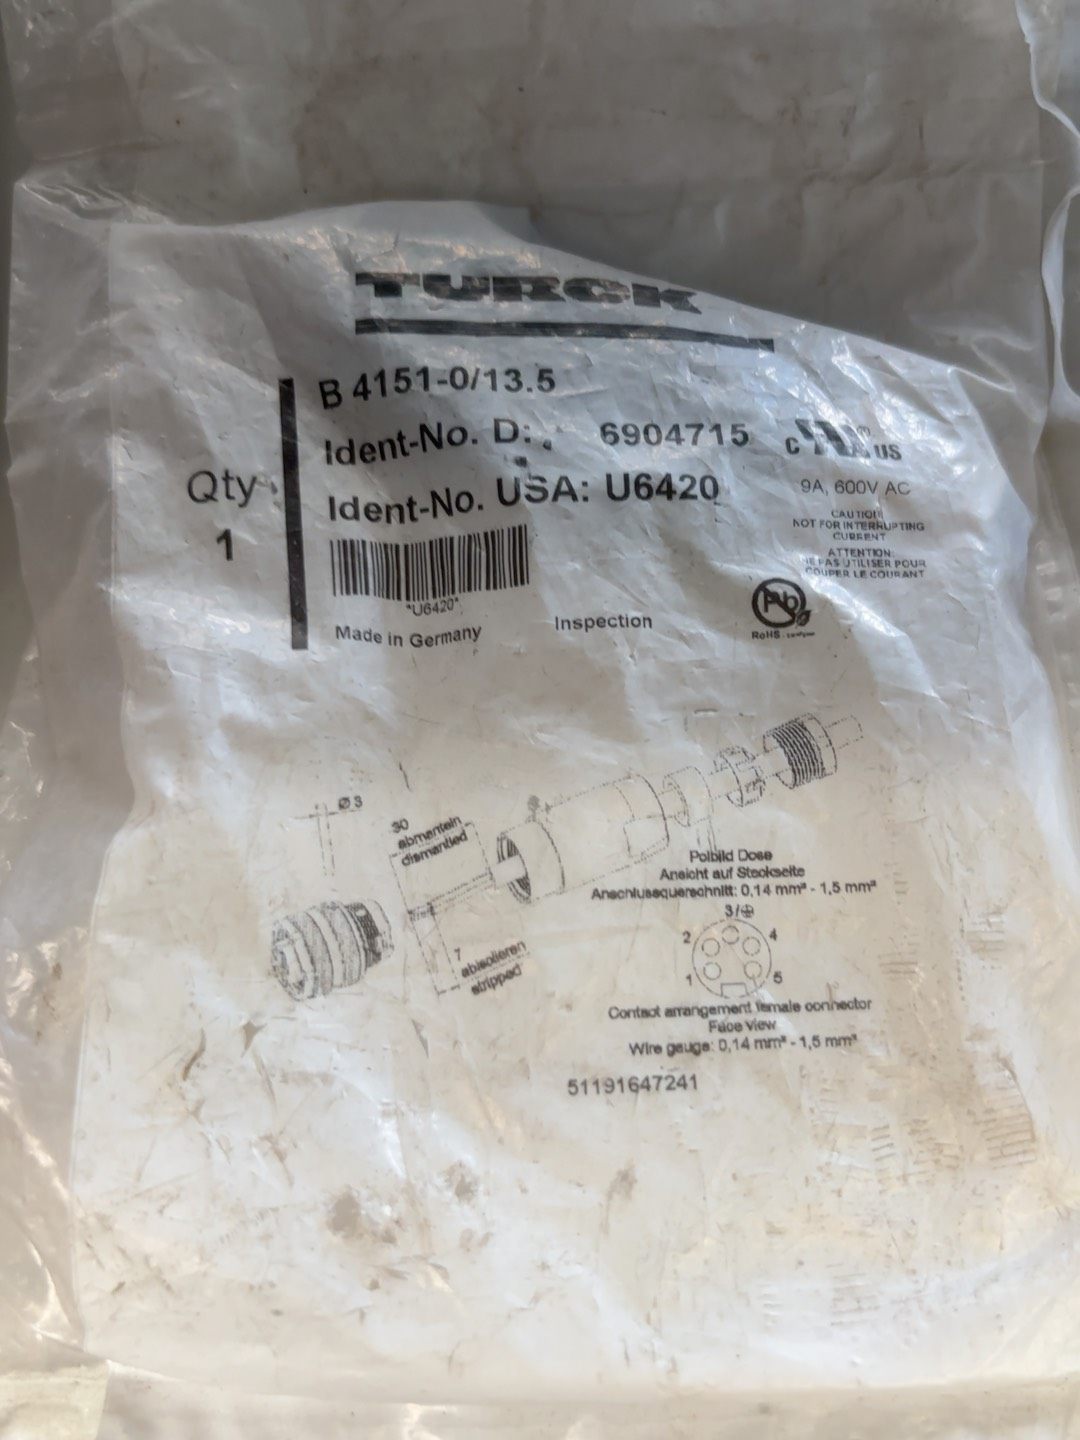 TURCK
B 4151-0/13.5
Ident-No. D: 6904715
Ident-No. USA: U6420
Qty
1
*U6420*
Made in Germany
Inspection
c US
9A, 600V AC
CAUTION
NOT FOR INTERRUPTING
CURRENT
ATTENTION:
NE PAS UTILISER POUR
COUPER LE COURANT
Pb
RoHS
Ø 3
30
abmanteln
dismantled
7
abisolieren
stripped
Polbild Dose
Ansicht auf Steckseite
Anschlussquerschnitt: 0,14 mm² - 1,5 mm²
3/⏚
2 4
1 5
Contact arrangement female connector
Face View
Wire gauge: 0,14 mm² - 1,5 mm²
51191647241